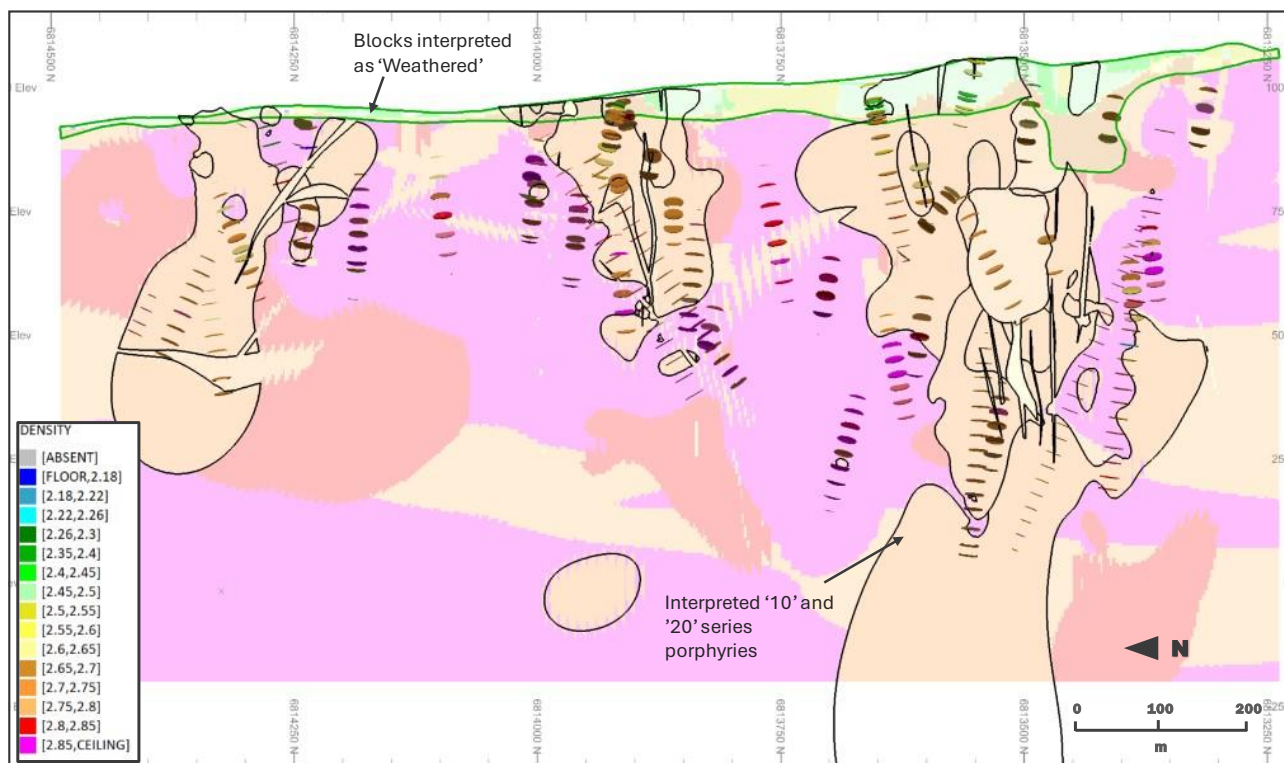 6814500 N
6814250 N
6814000 N
6813750 N
6813500 N
6813250 N
Blocks interpreted
as ‘Weathered’
Elev
100
Elev
75
Elev
50
25
DENSITY
[ABSENT]
[FLOOR,2.18]
[2.18,2.22]
[2.22,2.26]
[2.26,2.3]
[2.35,2.4]
[2.4,2.45]
[2.45,2.5]
[2.5,2.55]
[2.55,2.6]
[2.6,2.65]
[2.65,2.7]
[2.7,2.75]
[2.75,2.8]
[2.8,2.85]
[2.85,CEILING]
Interpreted ‘10’ and
’20’ series
porphyries
N
0 100 200
m
6814250 N
6814000 N
6813750 N
6813500 N
6813250 N